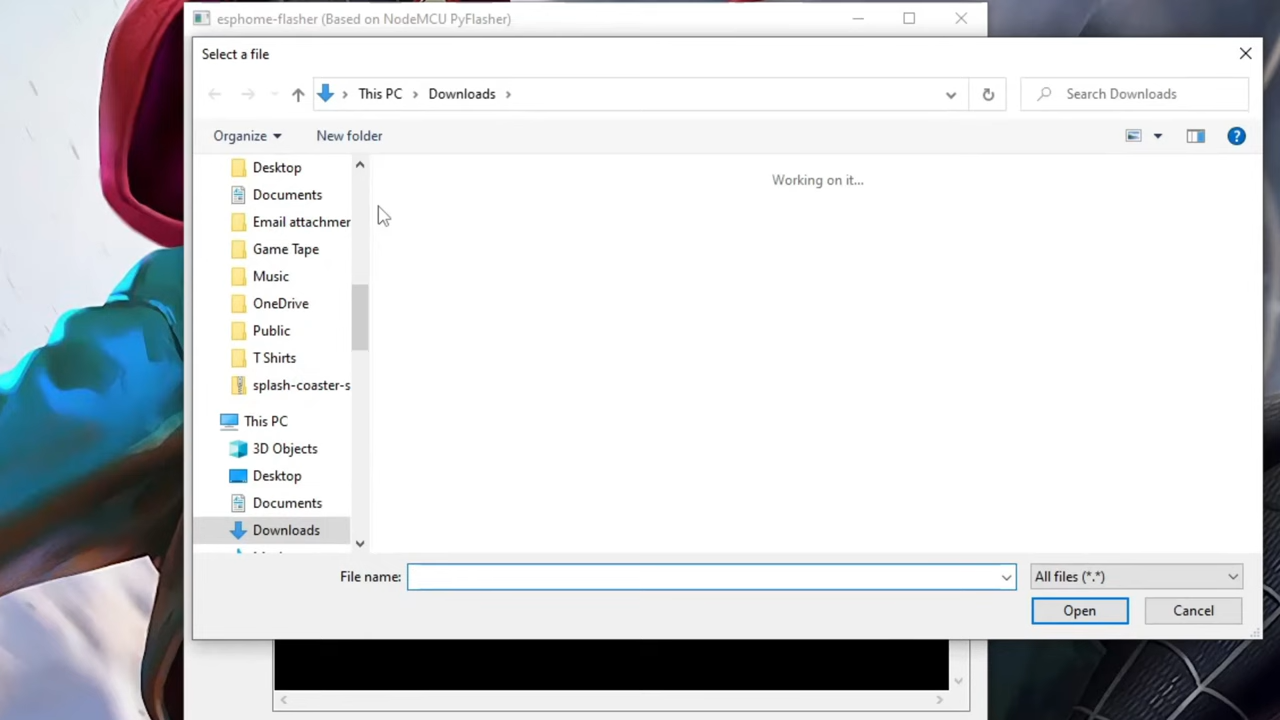 esphome-flasher (Based on NodeMCU PyFlasher)
Select a file
This PC
Downloads
Search Downloads
Organize
New folder
Working on it...
Desktop
Documents
Email attachmer
Game Tape
Music
OneDrive
Public
T Shirts
splash-coaster-s
This PC
3D Objects
Desktop
Documents
Downloads
File name:
All files (*.*)
Open
Cancel